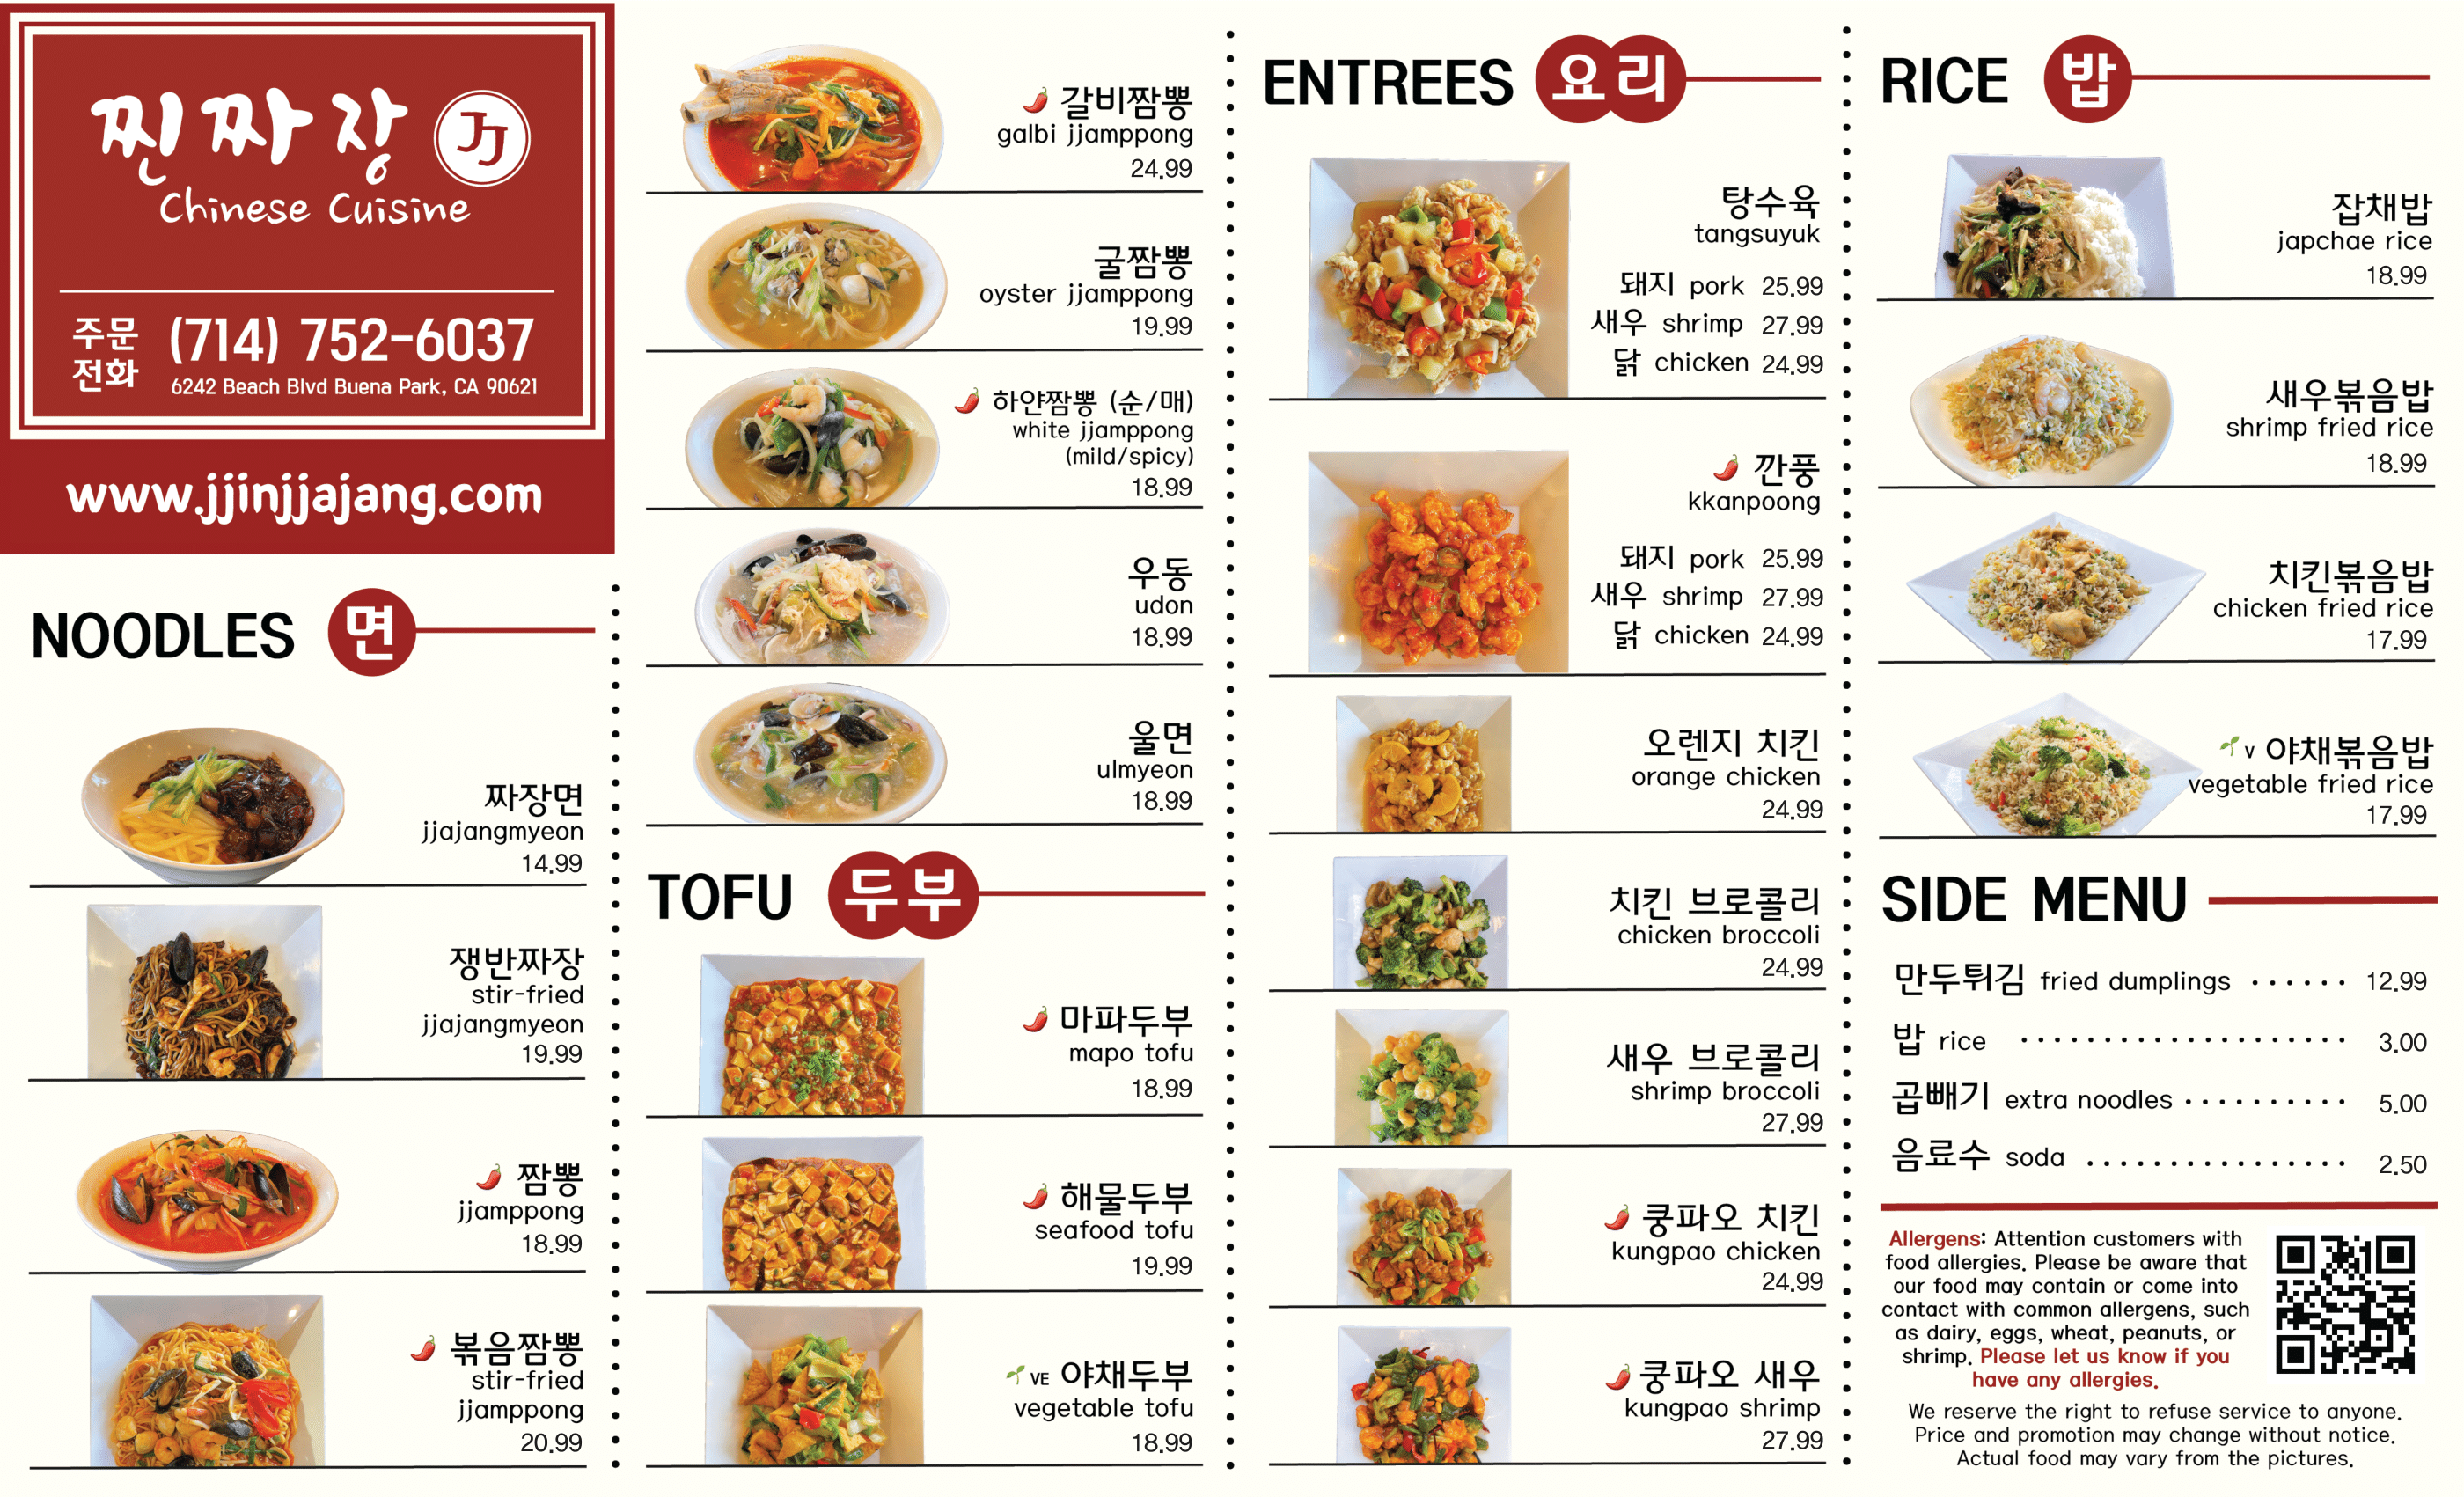 찐짜장 JJ
Chinese Cuisine
주문
전화
(714) 752-6037
6242 Beach Blvd Buena Park, CA 90621
www.jjinjjajang.com
NOODLES 면
짜장면
jjajangmyeon
14.99
쟁반짜장
stir-fried
jjajangmyeon
19.99
짬뽕
jjamppong
18.99
볶음짬뽕
stir-fried
jjamppong
20.99
갈비짬뽕
galbi jjamppong
24.99
굴짬뽕
oyster jjamppong
19.99
하얀짬뽕 (순/매)
white jjamppong
(mild/spicy)
18.99
우동
udon
18.99
울면
ulmyeon
18.99
TOFU 두부
마파두부
mapo tofu
18.99
해물두부
seafood tofu
19.99
VE 야채두부
vegetable tofu
18.99
ENTREES 요리
탕수육
tangsuyuk
돼지 pork 25.99
새우 shrimp 27.99
닭 chicken 24.99
깐풍
kkanpoong
돼지 pork 25.99
새우 shrimp 27.99
닭 chicken 24.99
오렌지 치킨
orange chicken
24.99
치킨 브로콜리
chicken broccoli
24.99
새우 브로콜리
shrimp broccoli
27.99
쿵파오 치킨
kungpao chicken
24.99
쿵파오 새우
kungpao shrimp
27.99
RICE 밥
잡채밥
japchae rice
18.99
새우볶음밥
shrimp fried rice
18.99
치킨볶음밥
chicken fried rice
17.99
V 야채볶음밥
vegetable fried rice
17.99
SIDE MENU
만두튀김 fried dumplings ...... 12.99
밥 rice .................... 3.00
곱빼기 extra noodles .......... 5.00
음료수 soda ................ 2.50
Allergens: Attention customers with
food allergies. Please be aware that
our food may contain or come into
contact with common allergens, such
as dairy, eggs, wheat, peanuts, or
shrimp. Please let us know if you
have any allergies.
We reserve the right to refuse service to anyone.
Price and promotion may change without notice.
Actual food may vary from the pictures.